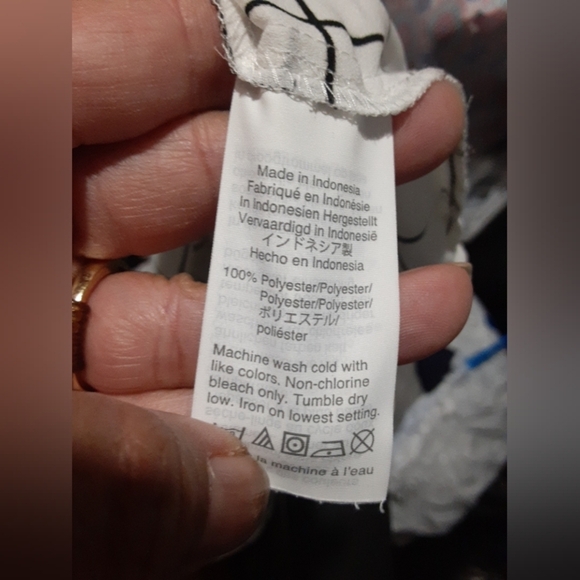 Made in Indonesia
Fabriqué en Indonésie
In Indonesien Hergestellt
Vervaardigd in Indonesië
インドネシア製
Hecho en Indonesia
100% Polyester/Polyester/
Polyester/Polyester/
ポリエステル/
poliéster
Machine wash cold with
like colors. Non-chlorine
bleach only. Tumble dry
low. Iron on lowest setting.
la machine à l'eau